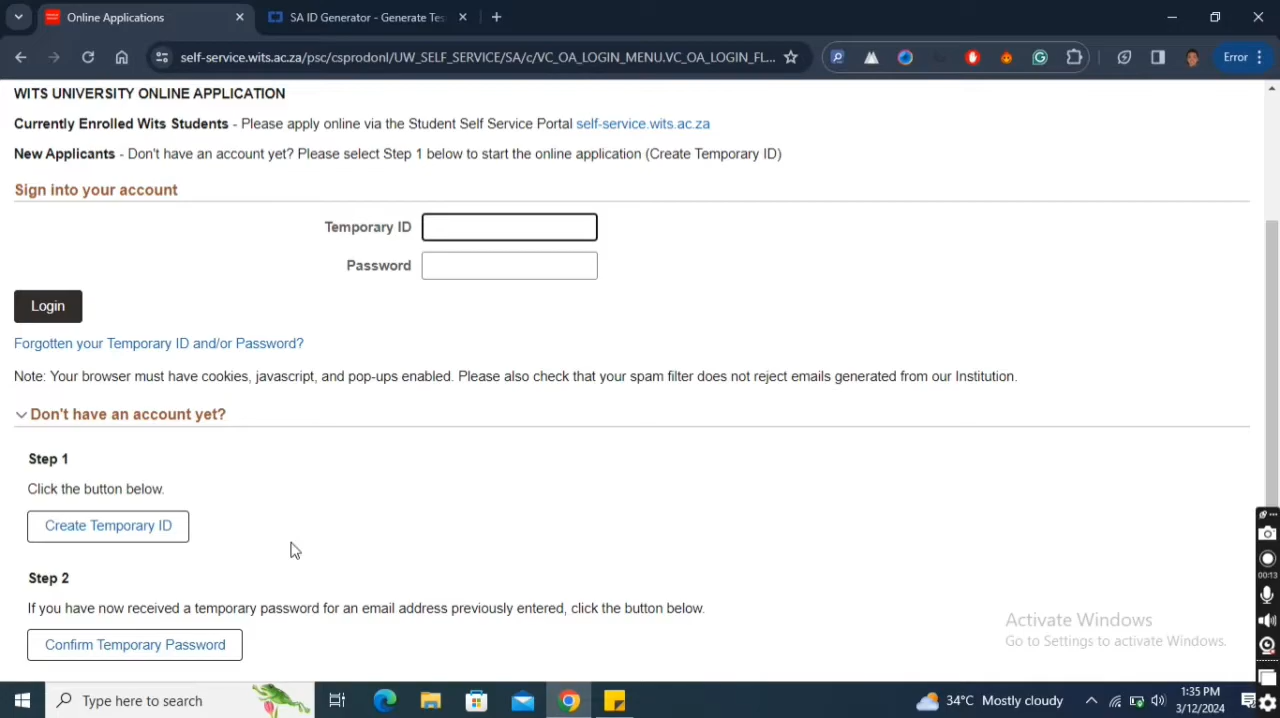 Online Applications
SA ID Generator - Generate Tes
self-service.wits.ac.za/psc/csprodonl/UW_SELF_SERVICE/SA/c/VC_OA_LOGIN_MENU.VC_OA_LOGIN_FL...
Error
WITS UNIVERSITY ONLINE APPLICATION
Currently Enrolled Wits Students - Please apply online via the Student Self Service Portal self-service.wits.ac.za
New Applicants - Don't have an account yet? Please select Step 1 below to start the online application (Create Temporary ID)
Sign into your account
Temporary ID
Password
Login
Forgotten your Temporary ID and/or Password?
Note: Your browser must have cookies, javascript, and pop-ups enabled. Please also check that your spam filter does not reject emails generated from our Institution.
Don't have an account yet?
Step 1
Click the button below.
Create Temporary ID
00:13
Step 2
If you have now received a temporary password for an email address previously entered, click the button below.
Activate Windows
Go to Settings to activate Windows.
Confirm Temporary Password
Type here to search
34°C Mostly cloudy
1:35 PM
3/12/2024